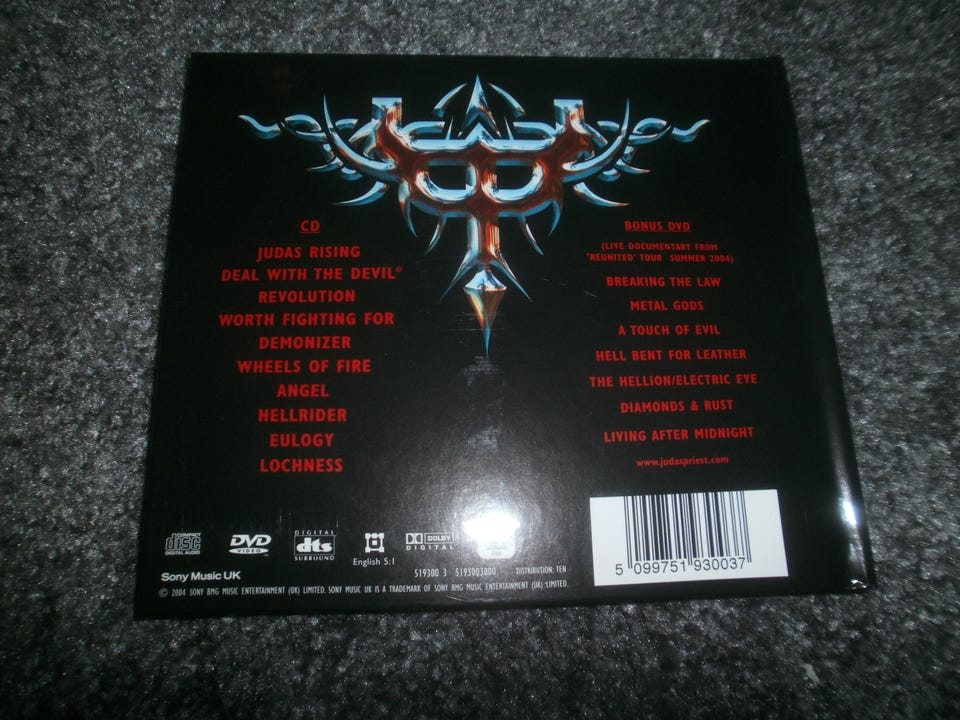 CD
JUDAS RISING
DEAL WITH THE DEVIL*
REVOLUTION
WORTH FIGHTING FOR
DEMONIZER
WHEELS OF FIRE
ANGEL
HELLRIDER
EULOGY
LOCHNESS
BONUS DVD
(LIVE DOCUMENTARY FROM
'REUNITED' TOUR SUMMER 2004)
BREAKING THE LAW
METAL GODS
A TOUCH OF EVIL
HELL BENT FOR LEATHER
THE HELLION/ELECTRIC EYE
DIAMONDS & RUST
LIVING AFTER MIDNIGHT
www.judaspriest.com
COMPACT
disc
DIGITAL AUDIO
DVD
VIDEO
DIGITAL
dts
SURROUND
English 5:1
DOLBY
DIGITAL
519300 3 5193003000 DISTRIBUTION: TEN
5 099751 930037
Sony Music UK
© 2004 SONY BMG MUSIC ENTERTAINMENT (UK) LIMITED. SONY MUSIC UK IS A TRADEMARK OF SONY BMG MUSIC ENTERTAINMENT (UK) LIMITED.